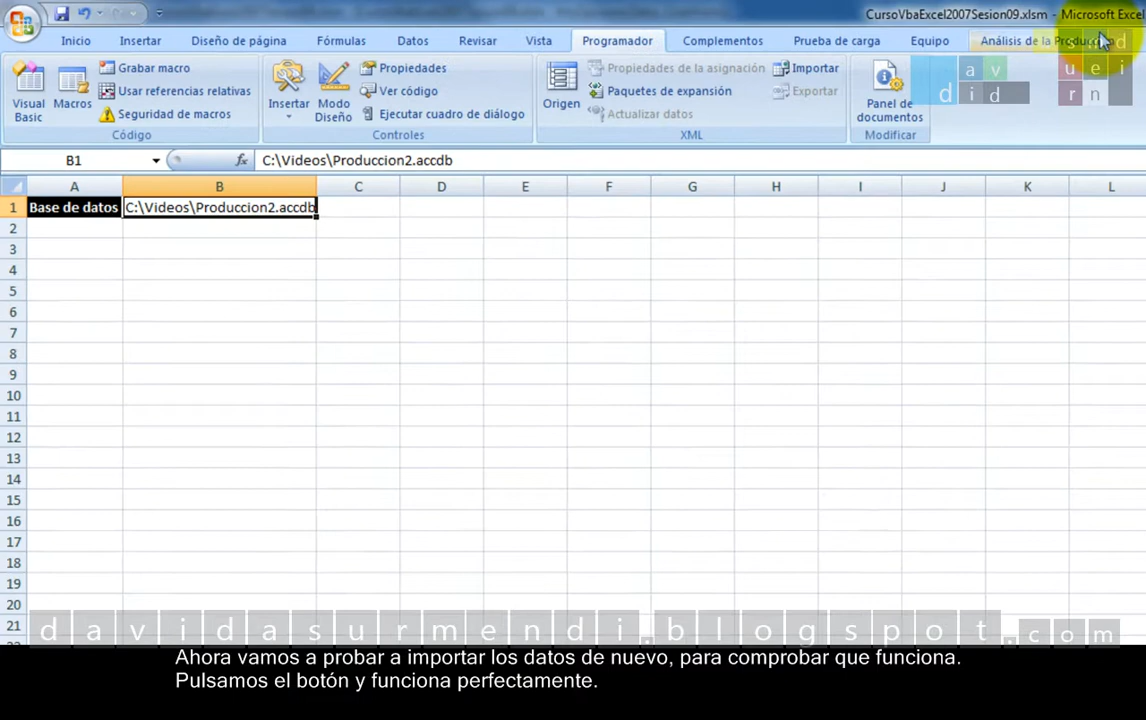 CursoVbaExcel2007Sesion09.xlsm - Microsoft Excel
Inicio Insertar Diseño de página Fórmulas Datos Revisar Vista Programador Complementos Prueba de carga Equipo Análisis de la Producción
Visual Basic
Macros
Grabar macro
Usar referencias relativas
Seguridad de macros
Código
Insertar
Modo Diseño
Propiedades
Ver código
Ejecutar cuadro de diálogo
Controles
Origen
Propiedades de la asignación
Paquetes de expansión
Actualizar datos
Importar
Exportar
XML
Panel de documentos
Modificar
B1 fx C:\Videos\Produccion2.accdb
A B C D E F G H I J K L
1 Base de datos C:\Videos\Produccion2.accdb
2
3
4
5
6
7
8
9
10
11
12
13
14
15
16
17
18
19
20
21
davidasurmendi.blogspot.com
Ahora vamos a probar a importar los datos de nuevo, para comprobar que funciona.
Pulsamos el botón y funciona perfectamente.